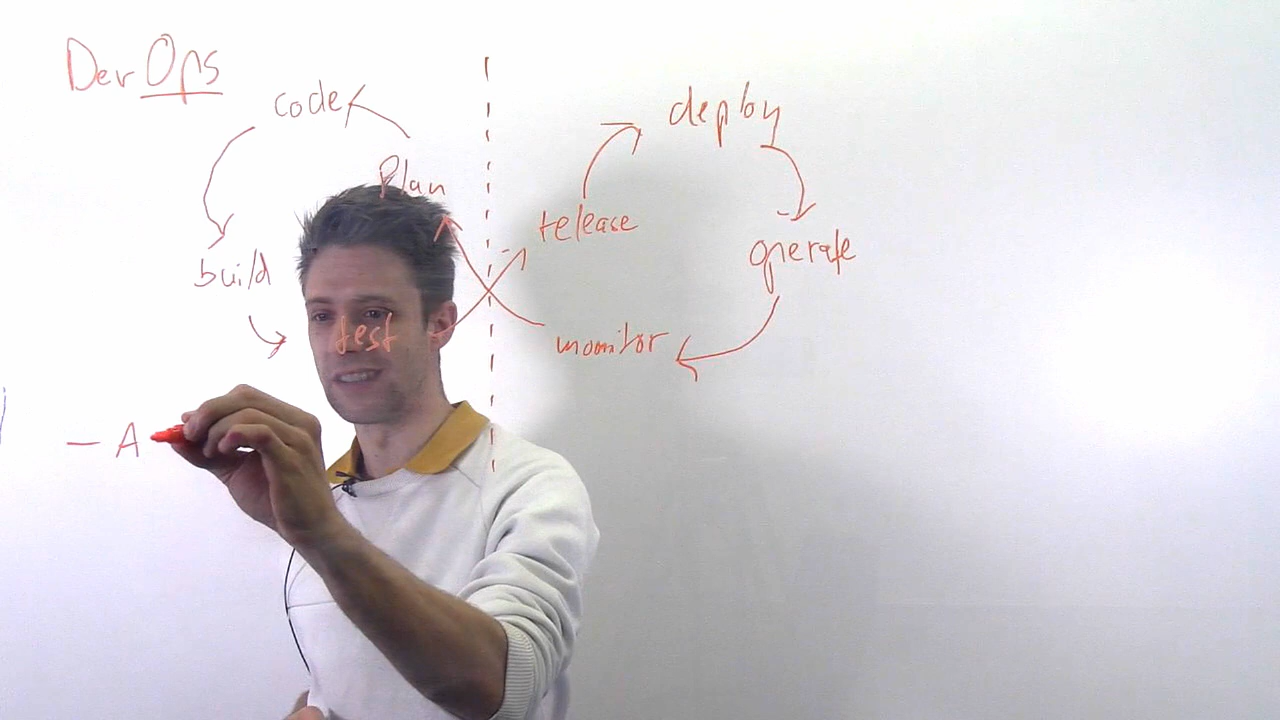 DevOps
code
deploy
Plan
release
build
operate
test
monitor
- A